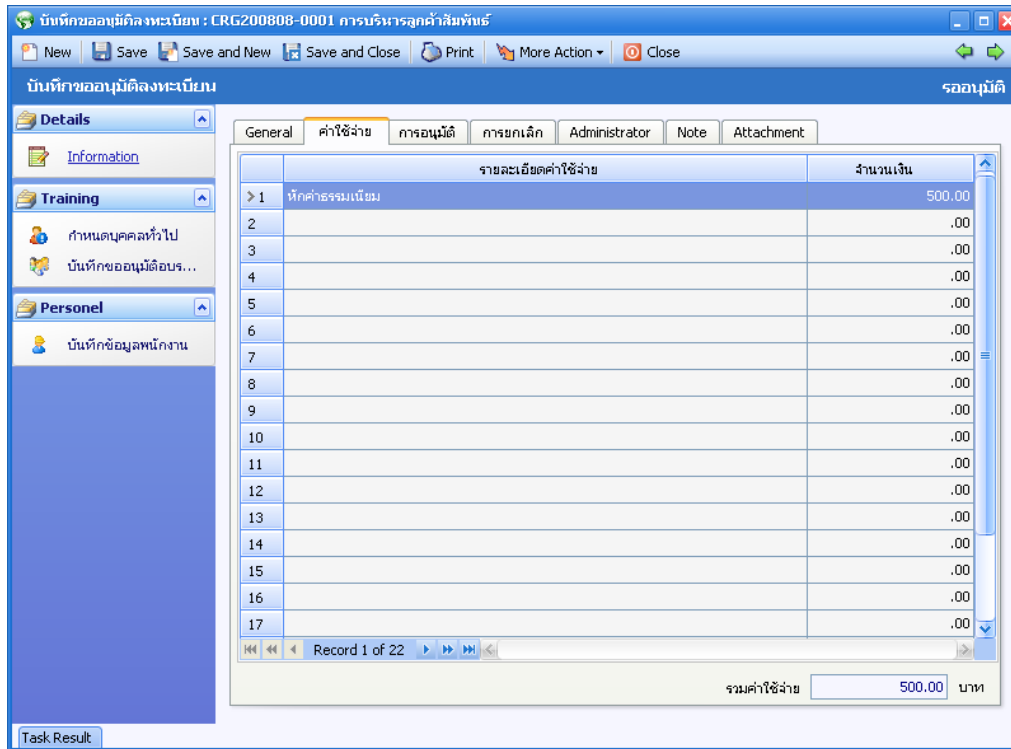 บันทึกขออนุมัติลงทะเบียน : CRG200808-0001 การบริหารลูกค้าสัมพันธ์
New Save Save and New Save and Close Print More Action Close
บันทึกขออนุมัติลงทะเบียน รออนุมัติ
Details
Information
Training
กำหนดบุคคลทั่วไป
บันทึกขออนุมัติอบร...
Personel
บันทึกข้อมูลพนักงาน
General ค่าใช้จ่าย การอนุมัติ การยกเลิก Administrator Note Attachment
รายละเอียดค่าใช้จ่าย จำนวนเงิน
1 หักค่าธรรมเนียม 500.00
2 .00
3 .00
4 .00
5 .00
6 .00
7 .00
8 .00
9 .00
10 .00
11 .00
12 .00
13 .00
14 .00
15 .00
16 .00
17 .00
Record 1 of 22
รวมค่าใช้จ่าย 500.00 บาท
Task Result